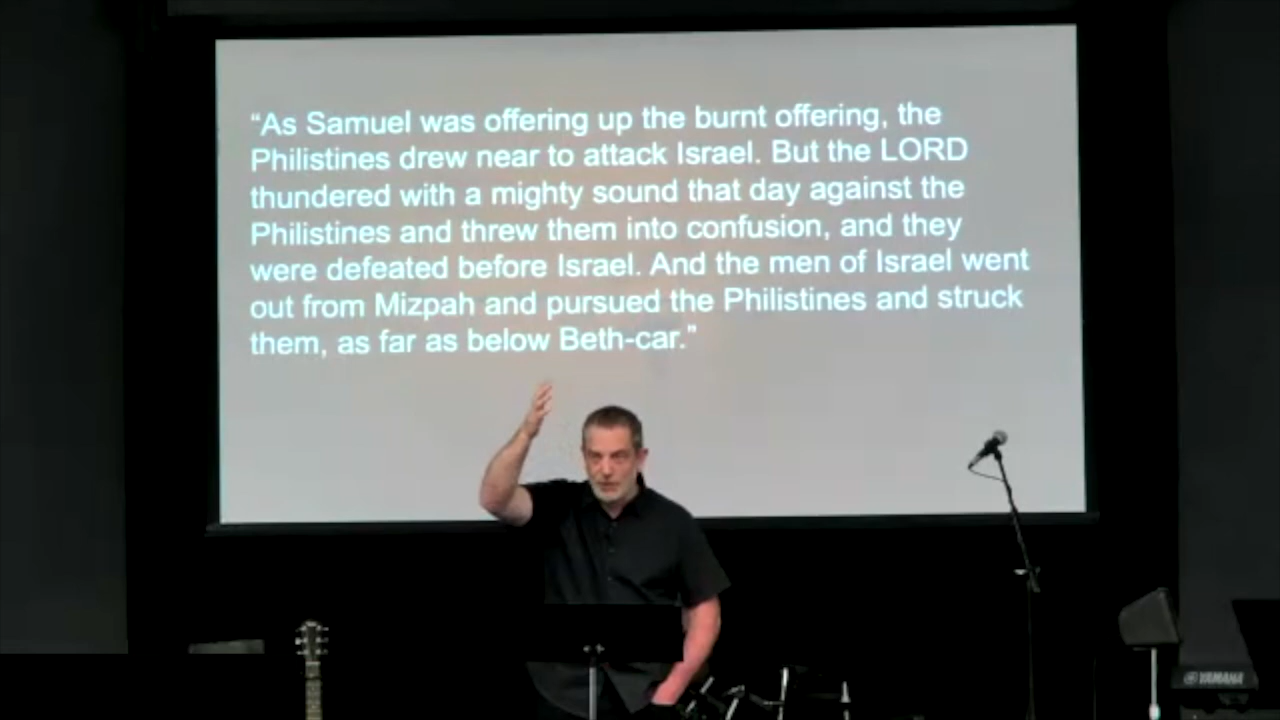 “As Samuel was offering up the burnt offering, the
Philistines drew near to attack Israel. But the LORD
thundered with a mighty sound that day against the
Philistines and threw them into confusion, and they
were defeated before Israel. And the men of Israel went
out from Mizpah and pursued the Philistines and struck
them, as far as below Beth-car.”
YAMAHA